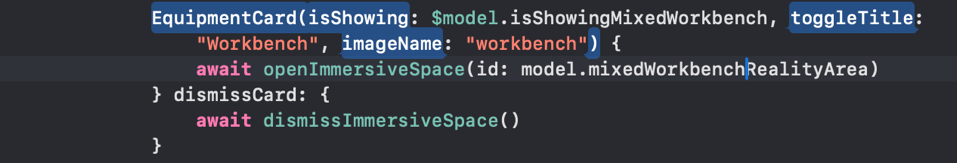 EquipmentCard(isShowing: $model.isShowingMixedWorkbench, toggleTitle:
"Workbench", imageName: "workbench") {
await openImmersiveSpace(id: model.mixedWorkbenchRealityArea)
} dismissCard: {
await dismissImmersiveSpace()
}